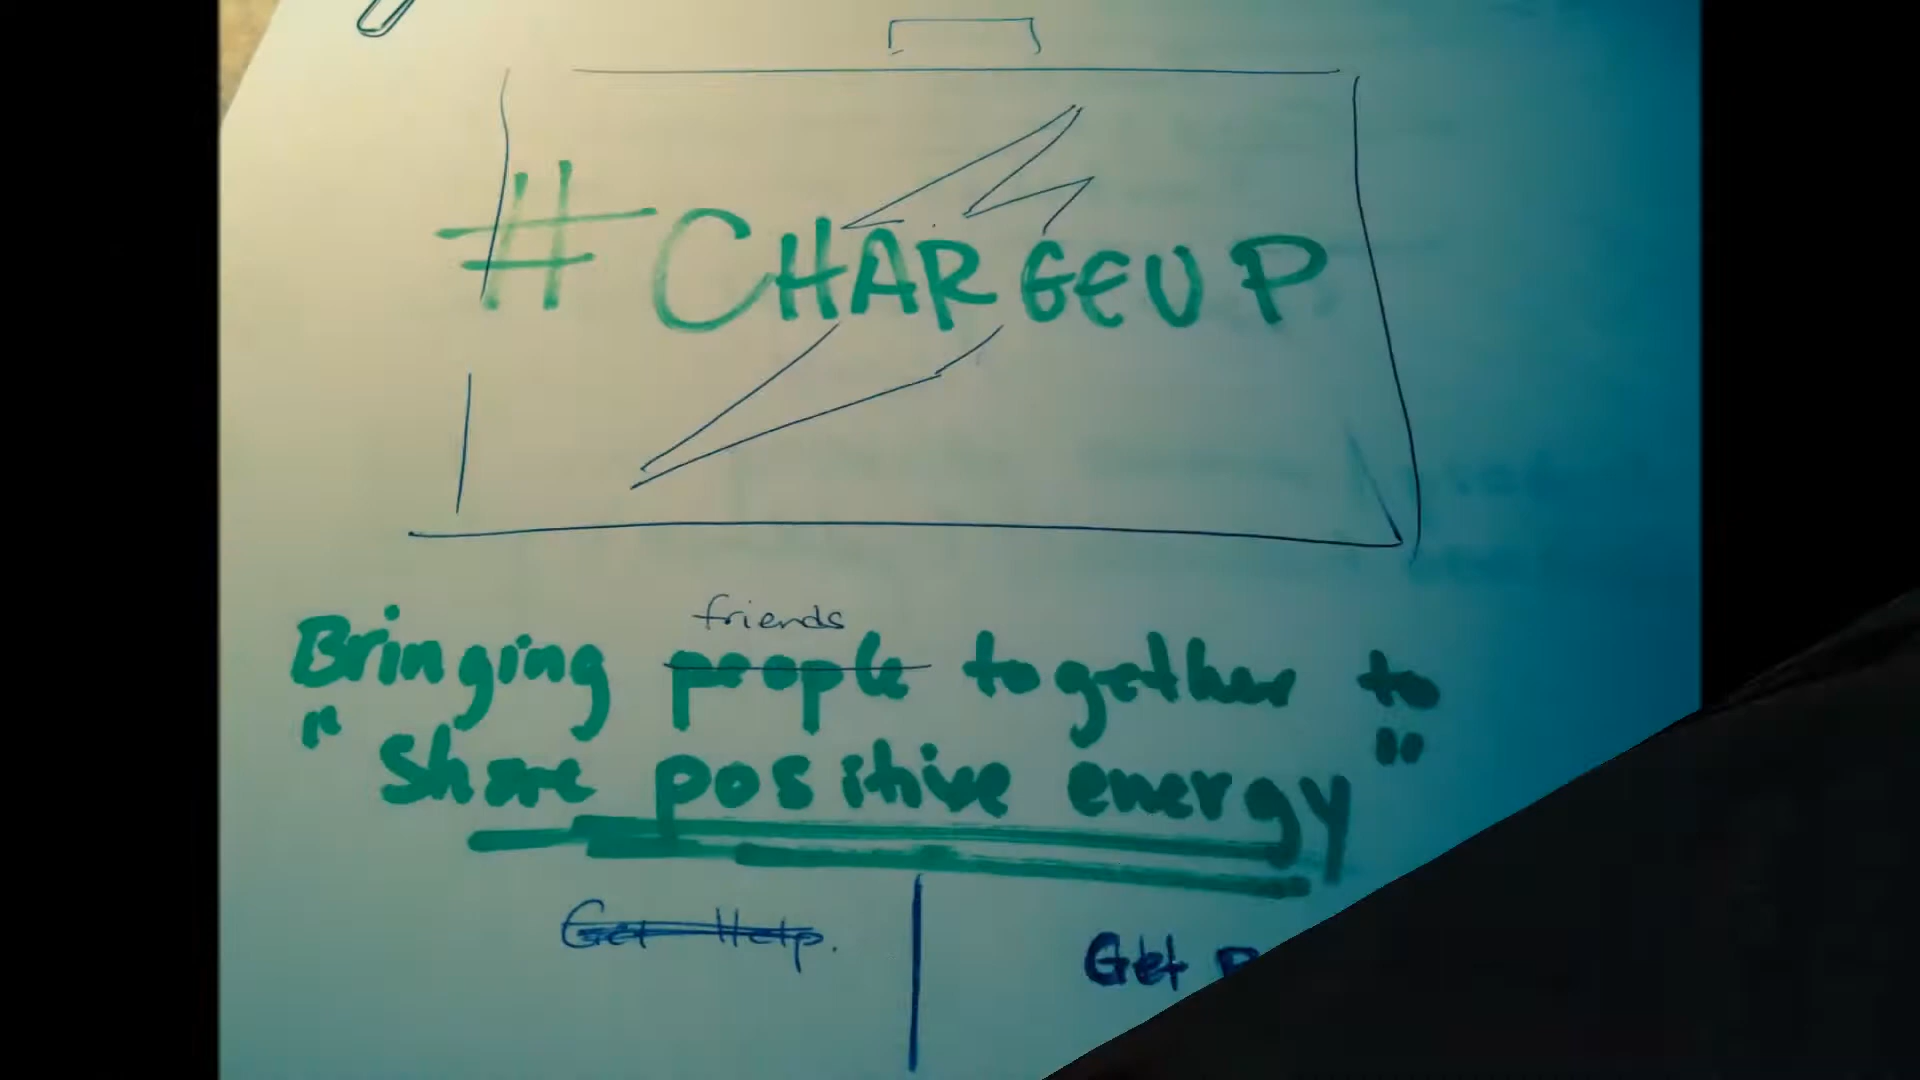 #CHARGEUP
friends
Bringing people together to
"Share positive energy"
Get Help.
Get